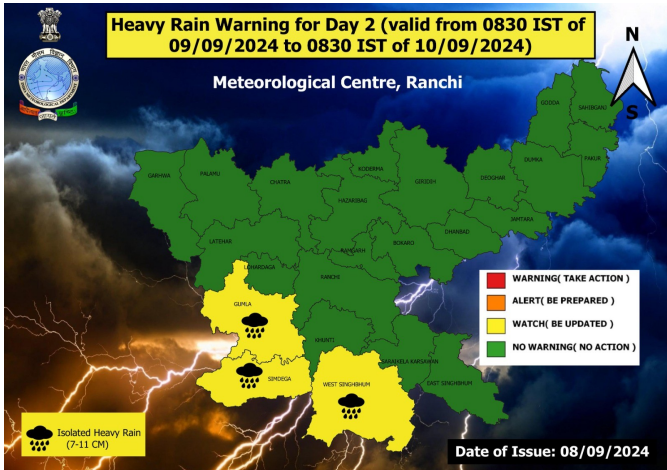 Heavy Rain Warning for Day 2 (valid from 0830 IST of
09/09/2024 to 0830 IST of 10/09/2024)
Meteorological Centre, Ranchi
N
S
GODDA
SAHIBGANJ
PAKUR
DUMKA
DEOGHAR
JAMTARA
GARHWA
PALAMU
CHATRA
KODERMA
GIRIDIH
HAZARIBAG
DHANBAD
BOKARO
LATEHAR
RAMGARH
LOHARDAGA
RANCHI
GUMLA
KHUNTI
SIMDEGA
WEST SINGHBHUM
SARAIKELA KARSAWAN
EAST SINGHBHUM
WARNING( TAKE ACTION )
ALERT( BE PREPARED )
WATCH( BE UPDATED )
NO WARNING( NO ACTION )
Isolated Heavy Rain
(7-11 CM)
Date of Issue: 08/09/2024